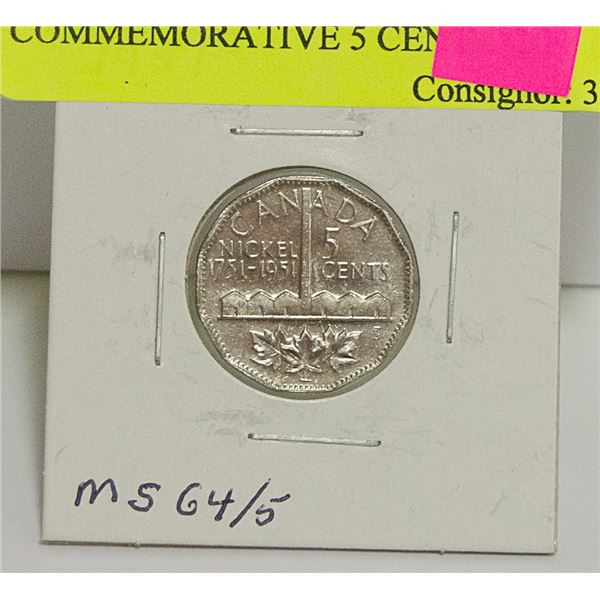 COMMEMORATIVE 5 CEN
Consignor: 3
CANADA
NICKEL 5
1751-1951 CENTS
MS 64/5